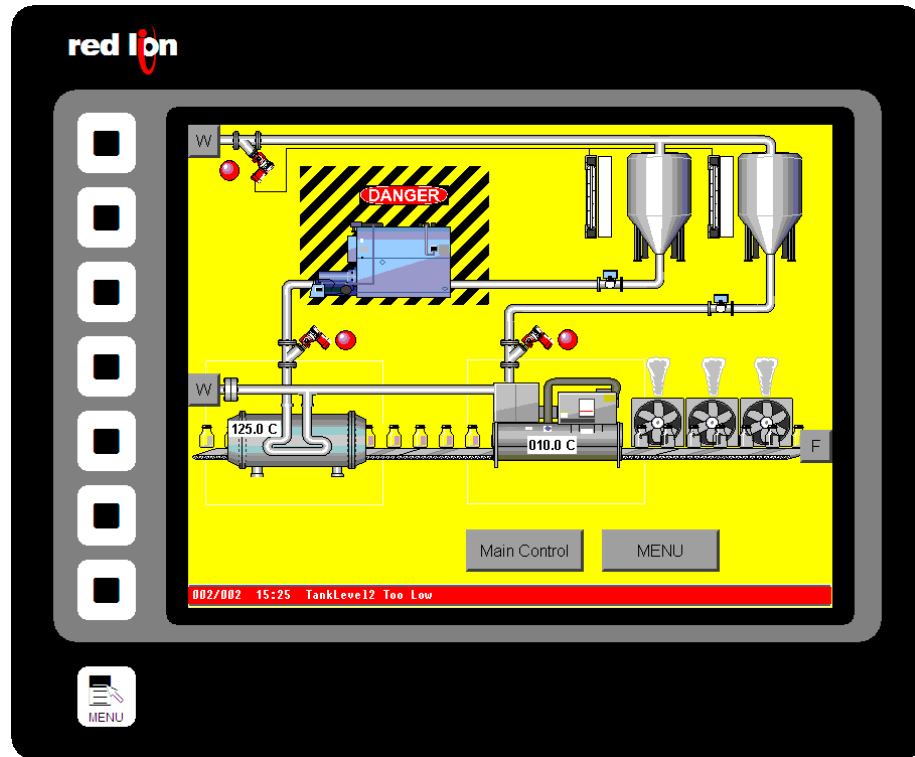 red lion
W
DANGER
W
125.0 C
010.0 C
F
Main Control
MENU
002/002 15:25 TankLevel2 Too Low
MENU